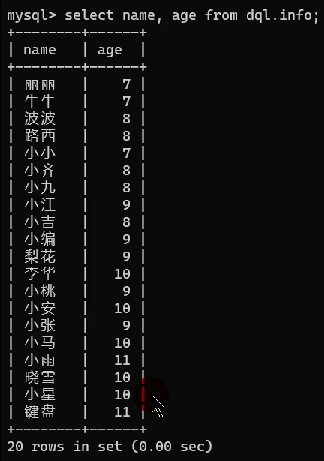 mysql> select name, age from dql.info;
+--------+------+
| name   | age  |
+--------+------+
| 丽丽   |    7 |
| 牛牛   |    7 |
| 波波   |    8 |
| 路西   |    8 |
| 小小   |    7 |
| 小齐   |    8 |
| 小九   |    8 |
| 小江   |    9 |
| 小吉   |    8 |
| 小编   |    9 |
| 梨花   |    9 |
| 李华   |   10 |
| 小桃   |    9 |
| 小安   |   10 |
| 小张   |    9 |
| 小马   |   10 |
| 小雨   |   11 |
| 晓雪   |   10 |
| 小星   |   10 |
| 键盘   |   11 |
+--------+------+
20 rows in set (0.00 sec)